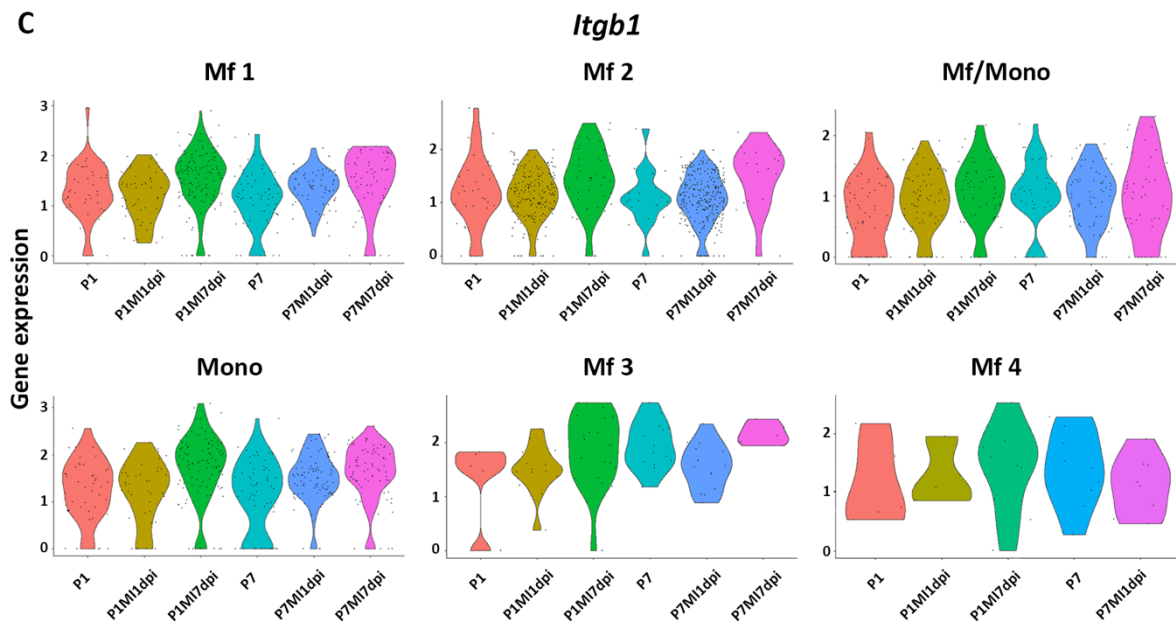 C
Itgb1
Gene expression
Mf 1
3
2
1
0
P1
P1MI1dpi
P1MI7dpi
P7
P7MI1dpi
P7MI7dpi
Mf 2
2
1
0
P1
P1MI1dpi
P1MI7dpi
P7
P7MI1dpi
P7MI7dpi
Mf/Mono
2
1
0
P1
P1MI1dpi
P1MI7dpi
P7
P7MI1dpi
P7MI7dpi
Mono
3
2
1
0
P1
P1MI1dpi
P1MI7dpi
P7
P7MI1dpi
P7MI7dpi
Mf 3
2
1
0
P1
P1MI1dpi
P1MI7dpi
P7
P7MI1dpi
P7MI7dpi
Mf 4
2
1
0
P1
P1MI1dpi
P1MI7dpi
P7
P7MI1dpi